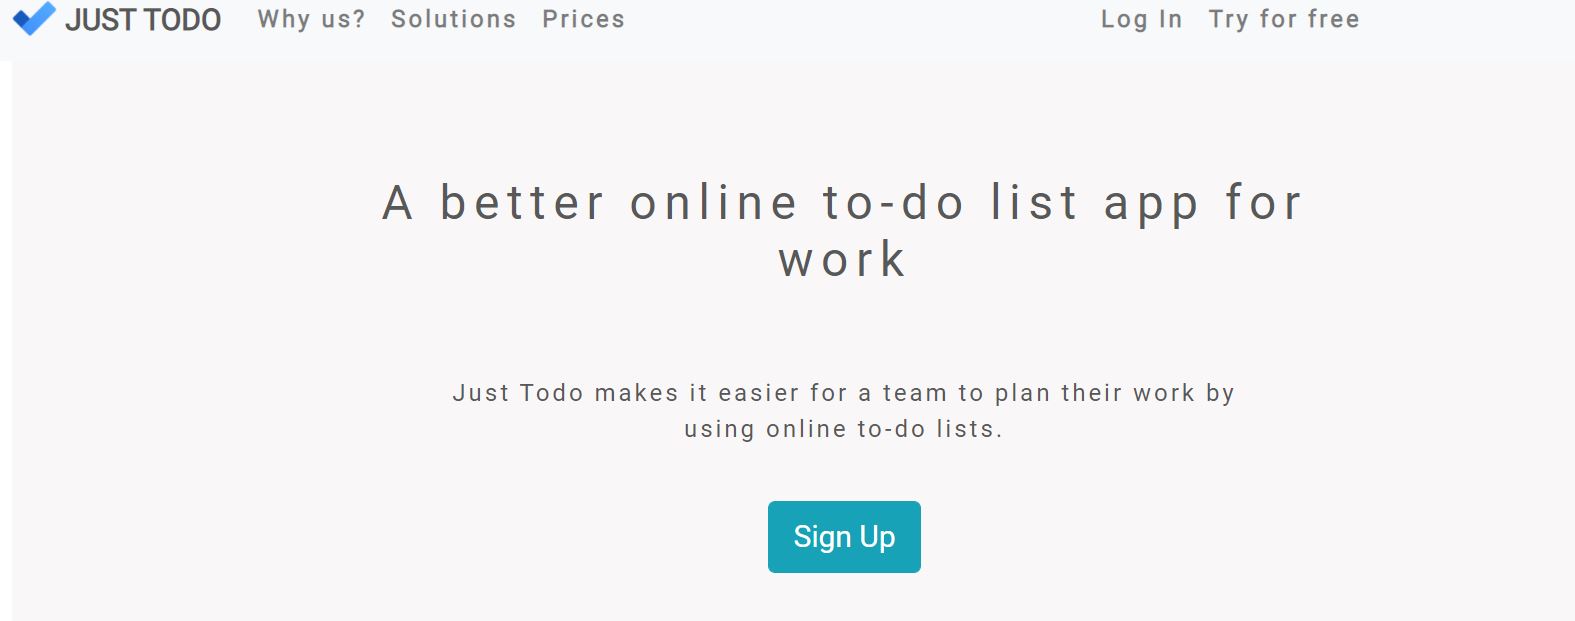 JUST TODO Why us? Solutions Prices Log In Try for free
A better online to-do list app for
work
Just Todo makes it easier for a team to plan their work by
using online to-do lists.
Sign Up